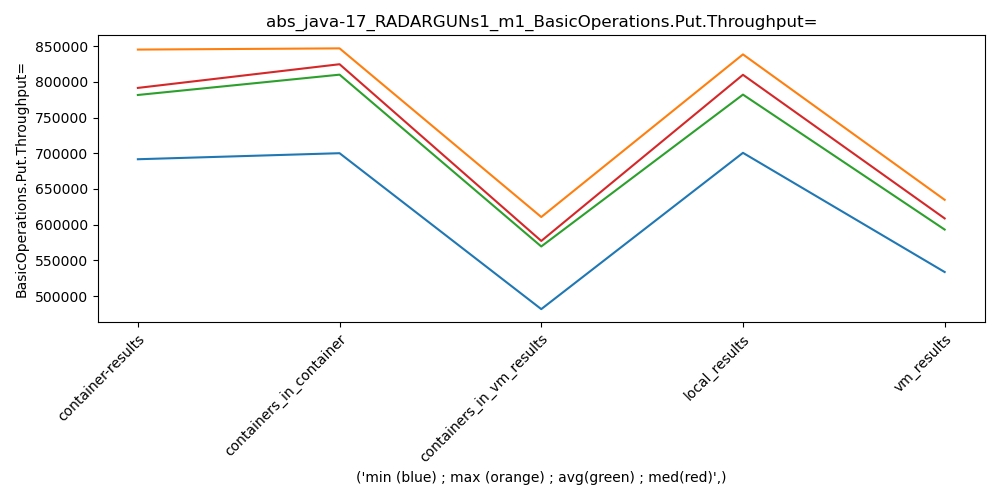 abs_java-17_RADARGUNs1_m1_BasicOperations.Put.Throughput=
BasicOperations.Put.Throughput=
850000
800000
750000
700000
650000
600000
550000
500000
container-results
containers_in_container
containers_in_vm_results
local_results
vm_results
('min (blue) ; max (orange) ; avg(green) ; med(red)',)